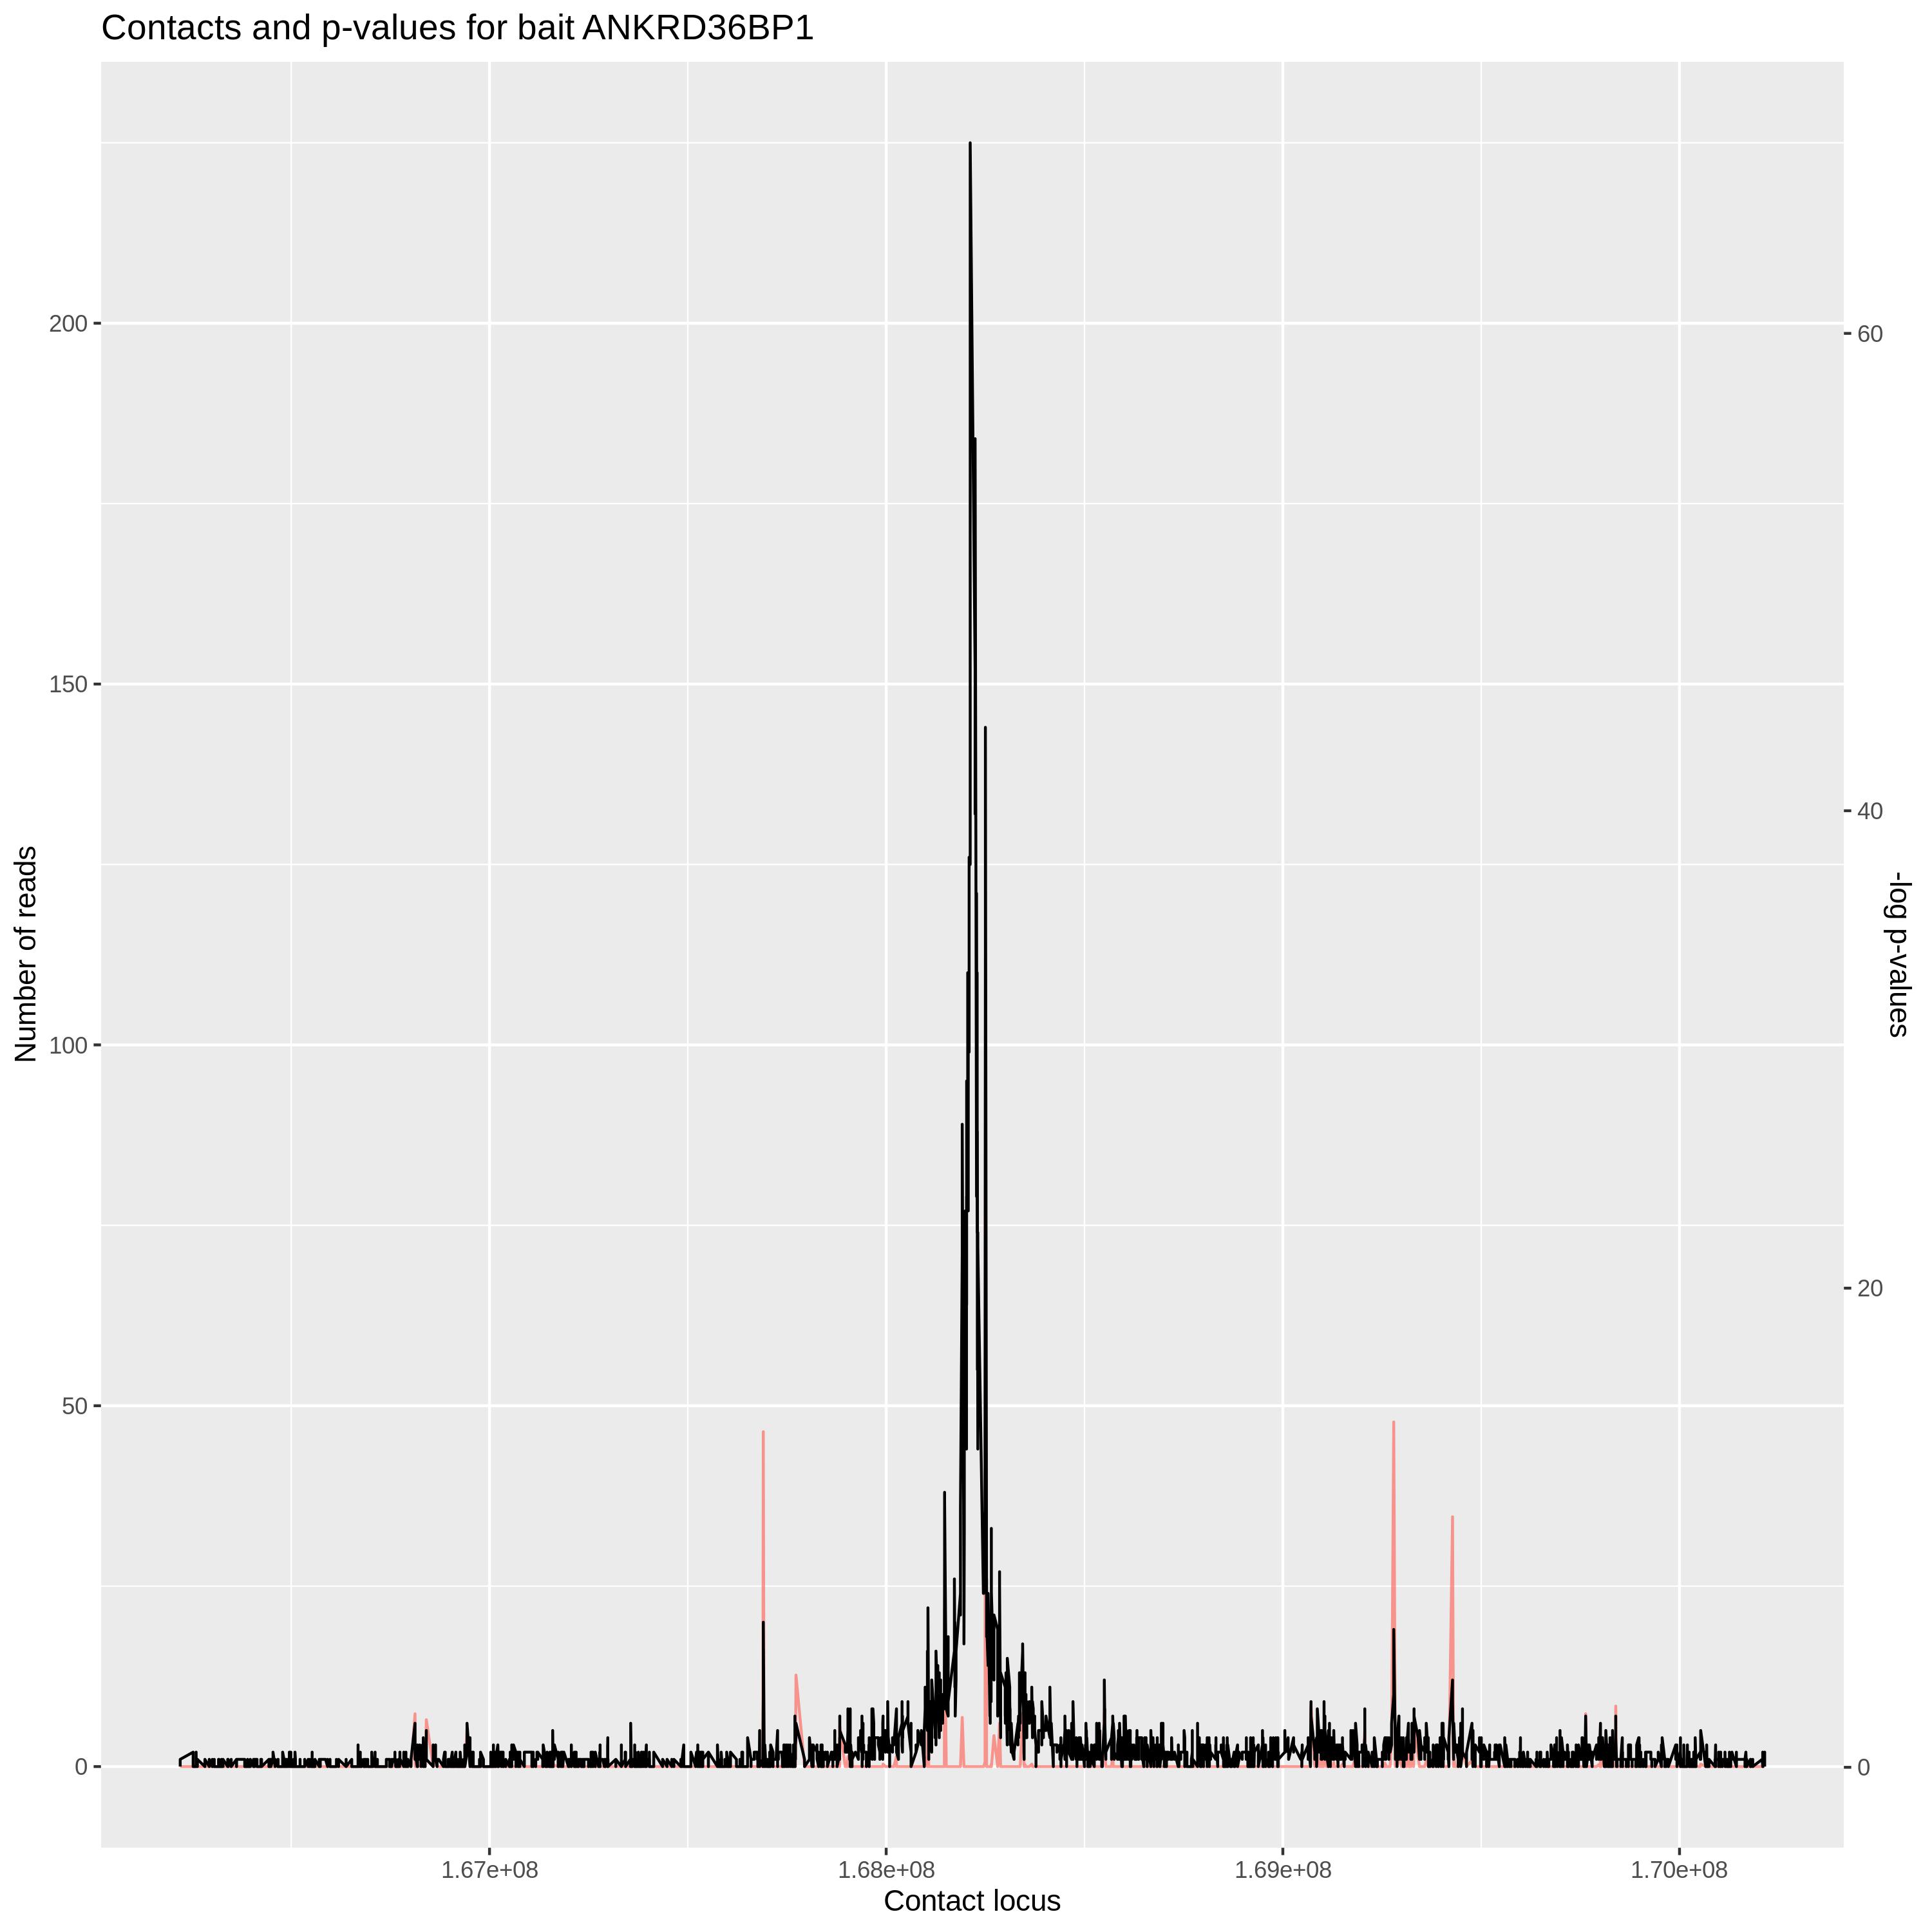 Contacts and p-values for bait ANKRD36BP1
200
150
100
50
0
Number of reads
60
40
20
0
-log p-values
1.67e+08
1.68e+08
1.69e+08
1.70e+08
Contact locus